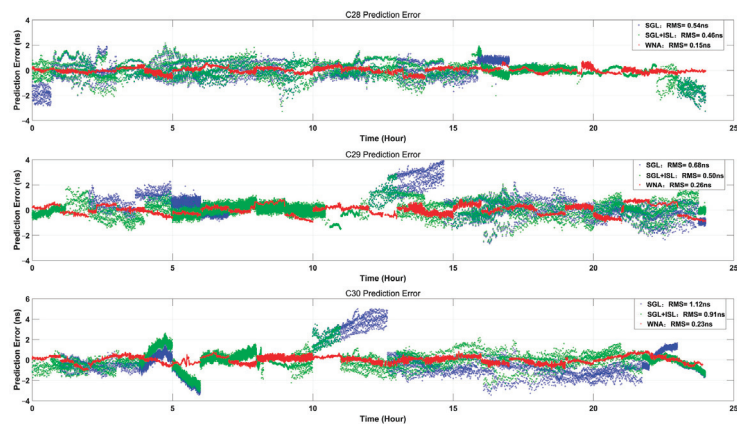 C28 Prediction Error
4
2
0
-2
-4
Prediction Error (ns)
SGL：RMS= 0.54ns
SGL+ISL：RMS= 0.46ns
WNA：RMS= 0.15ns
0 5 10 15 20 25
Time (Hour)
C29 Prediction Error
4
2
0
-2
-4
Prediction Error (ns)
SGL：RMS= 0.68ns
SGL+ISL：RMS= 0.50ns
WNA：RMS= 0.26ns
0 5 10 15 20 25
Time (Hour)
C30 Prediction Error
6
4
2
0
-2
-4
Prediction Error (ns)
SGL：RMS= 1.12ns
SGL+ISL：RMS= 0.91ns
WNA：RMS= 0.23ns
0 5 10 15 20 25
Time (Hour)